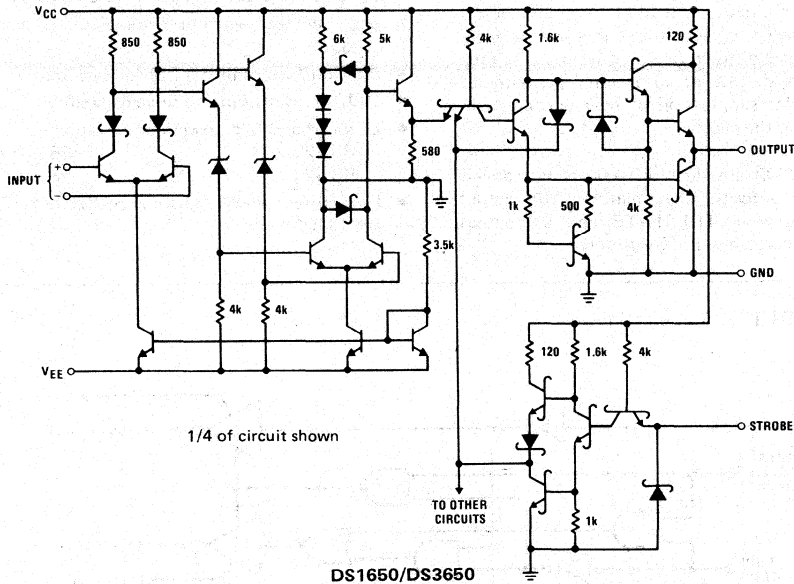 VCC
850
850
6k
5k
4k
1.6k
120
INPUT
+
−
580
OUTPUT
1k
500
4k
3.5k
GND
4k
4k
VEE
120
1.6k
4k
1/4 of circuit shown
STROBE
TO OTHER
CIRCUITS
1k
DS1650/DS3650